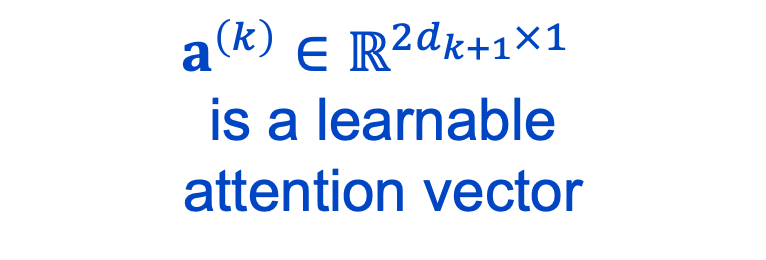 𝐚⁽ᵏ⁾ ∈ ℝ^{2d_{k+1}×1}
is a learnable
attention vector